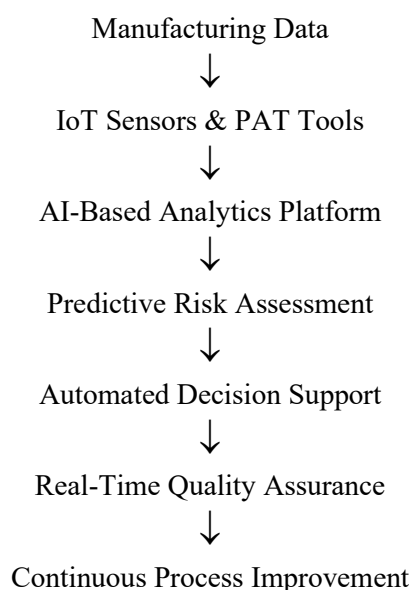 Manufacturing Data
↓
IoT Sensors & PAT Tools
↓
AI-Based Analytics Platform
↓
Predictive Risk Assessment
↓
Automated Decision Support
↓
Real-Time Quality Assurance
↓
Continuous Process Improvement